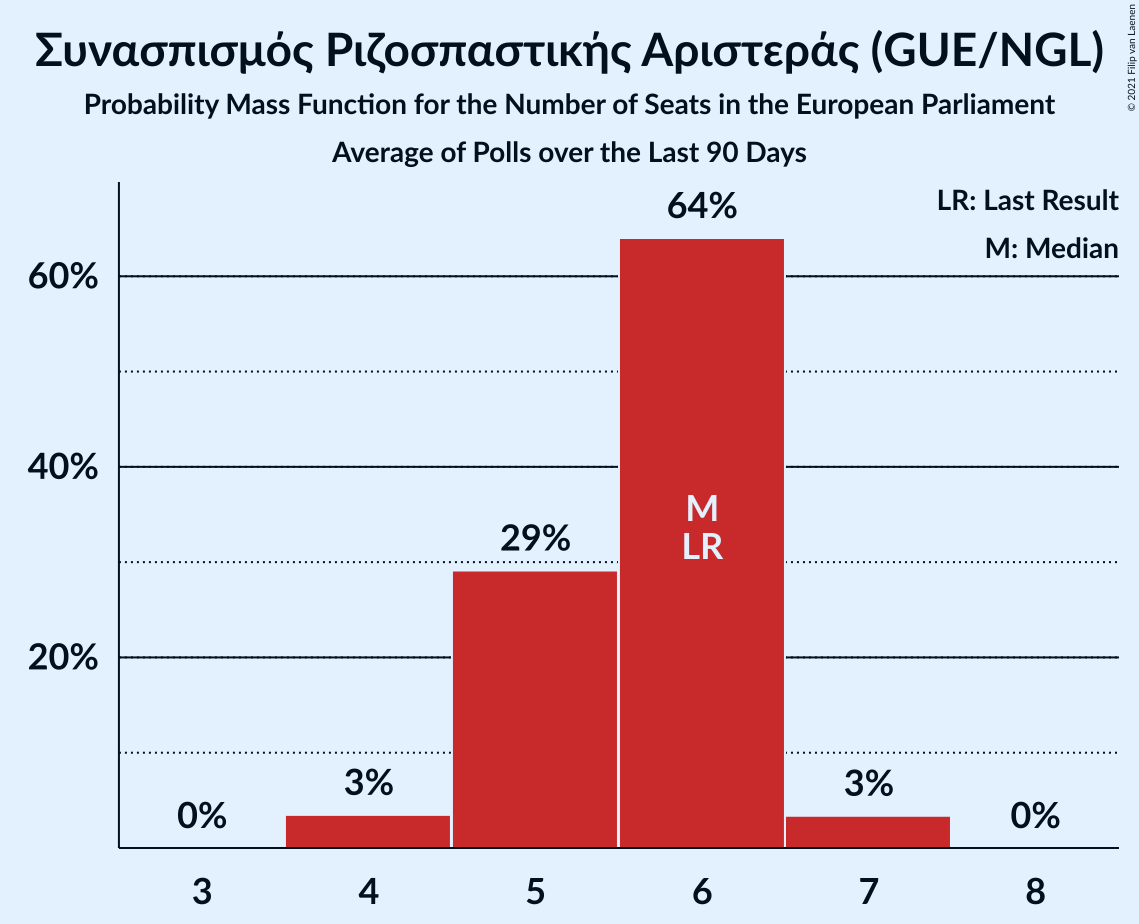 Συνασπισμός Ριζοσπαστικής Αριστεράς (GUE/NGL)
Probability Mass Function for the Number of Seats in the European Parliament
Average of Polls over the Last 90 Days
© 2021 Filip van Laenen
LR: Last Result
M: Median
60%
40%
20%
0%
3%
29%
64%
M
LR
3%
0%
3 4 5 6 7 8